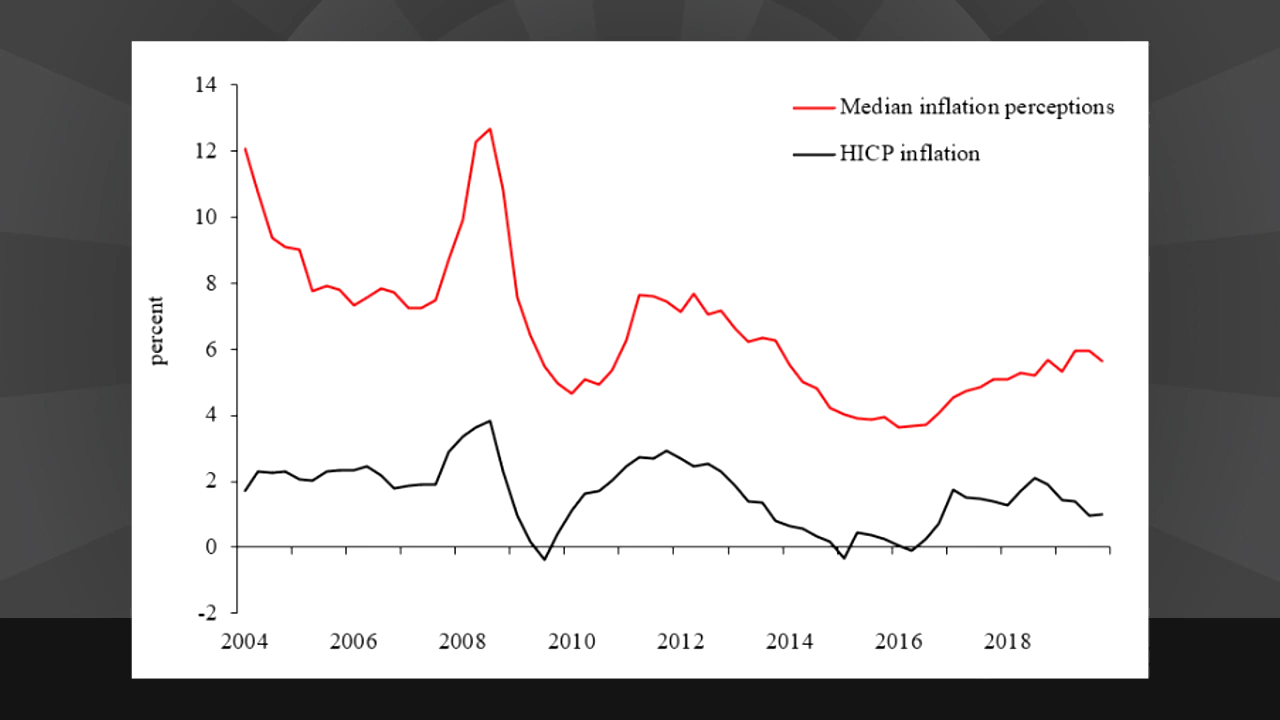 14
Median inflation perceptions
12
HICP inflation
10
8
percent
6
4
2
0
-2
2004 2006 2008 2010 2012 2014 2016 2018